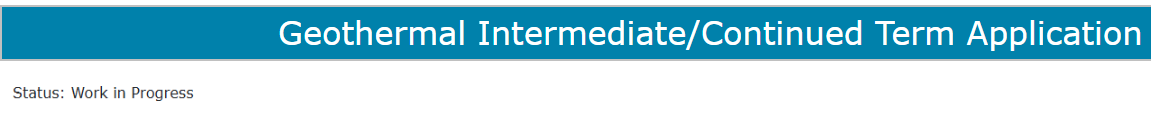 Geothermal Intermediate/Continued Term Application
Status: Work in Progress